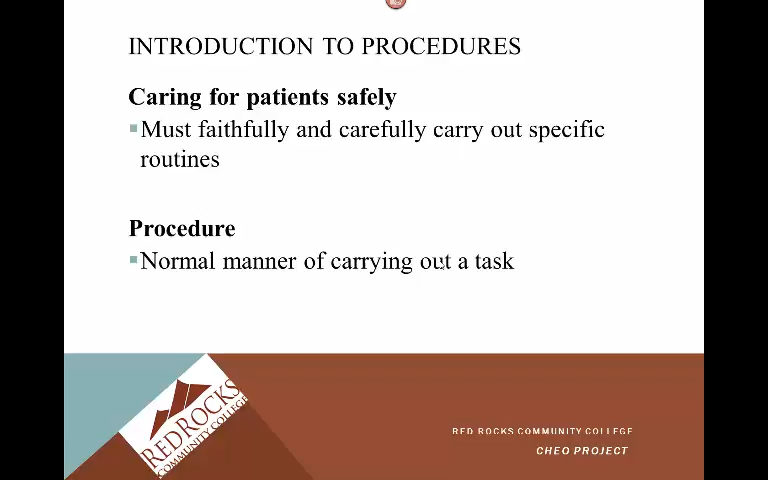 INTRODUCTION TO PROCEDURES
Caring for patients safely
▪Must faithfully and carefully carry out specific
routines
Procedure
▪Normal manner of carrying out a task
RED ROCKS
COMMUNITY COLLEGE
RED ROCKS COMMUNITY COLLEGE
CHEO PROJECT